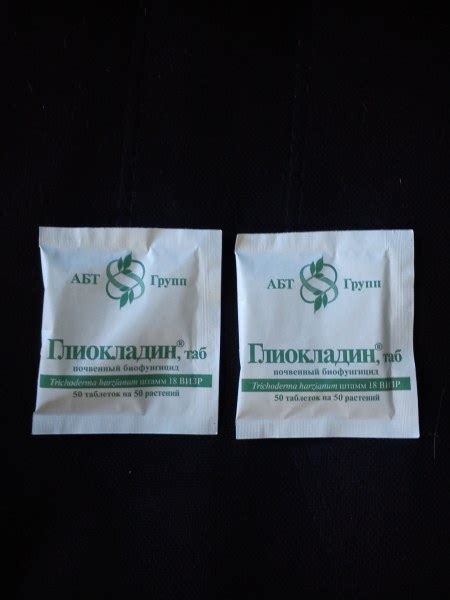 АБТ Групп
Глиокладин®, таб
почвенный биофунгицид
Trichoderma harzianum штамм 18 ВИЗР
50 таблеток на 50 растений
АБТ Групп
Глиокладин®, таб
почвенный биофунгицид
Trichoderma harzianum штамм 18 ВИЗР
50 таблеток на 50 растений